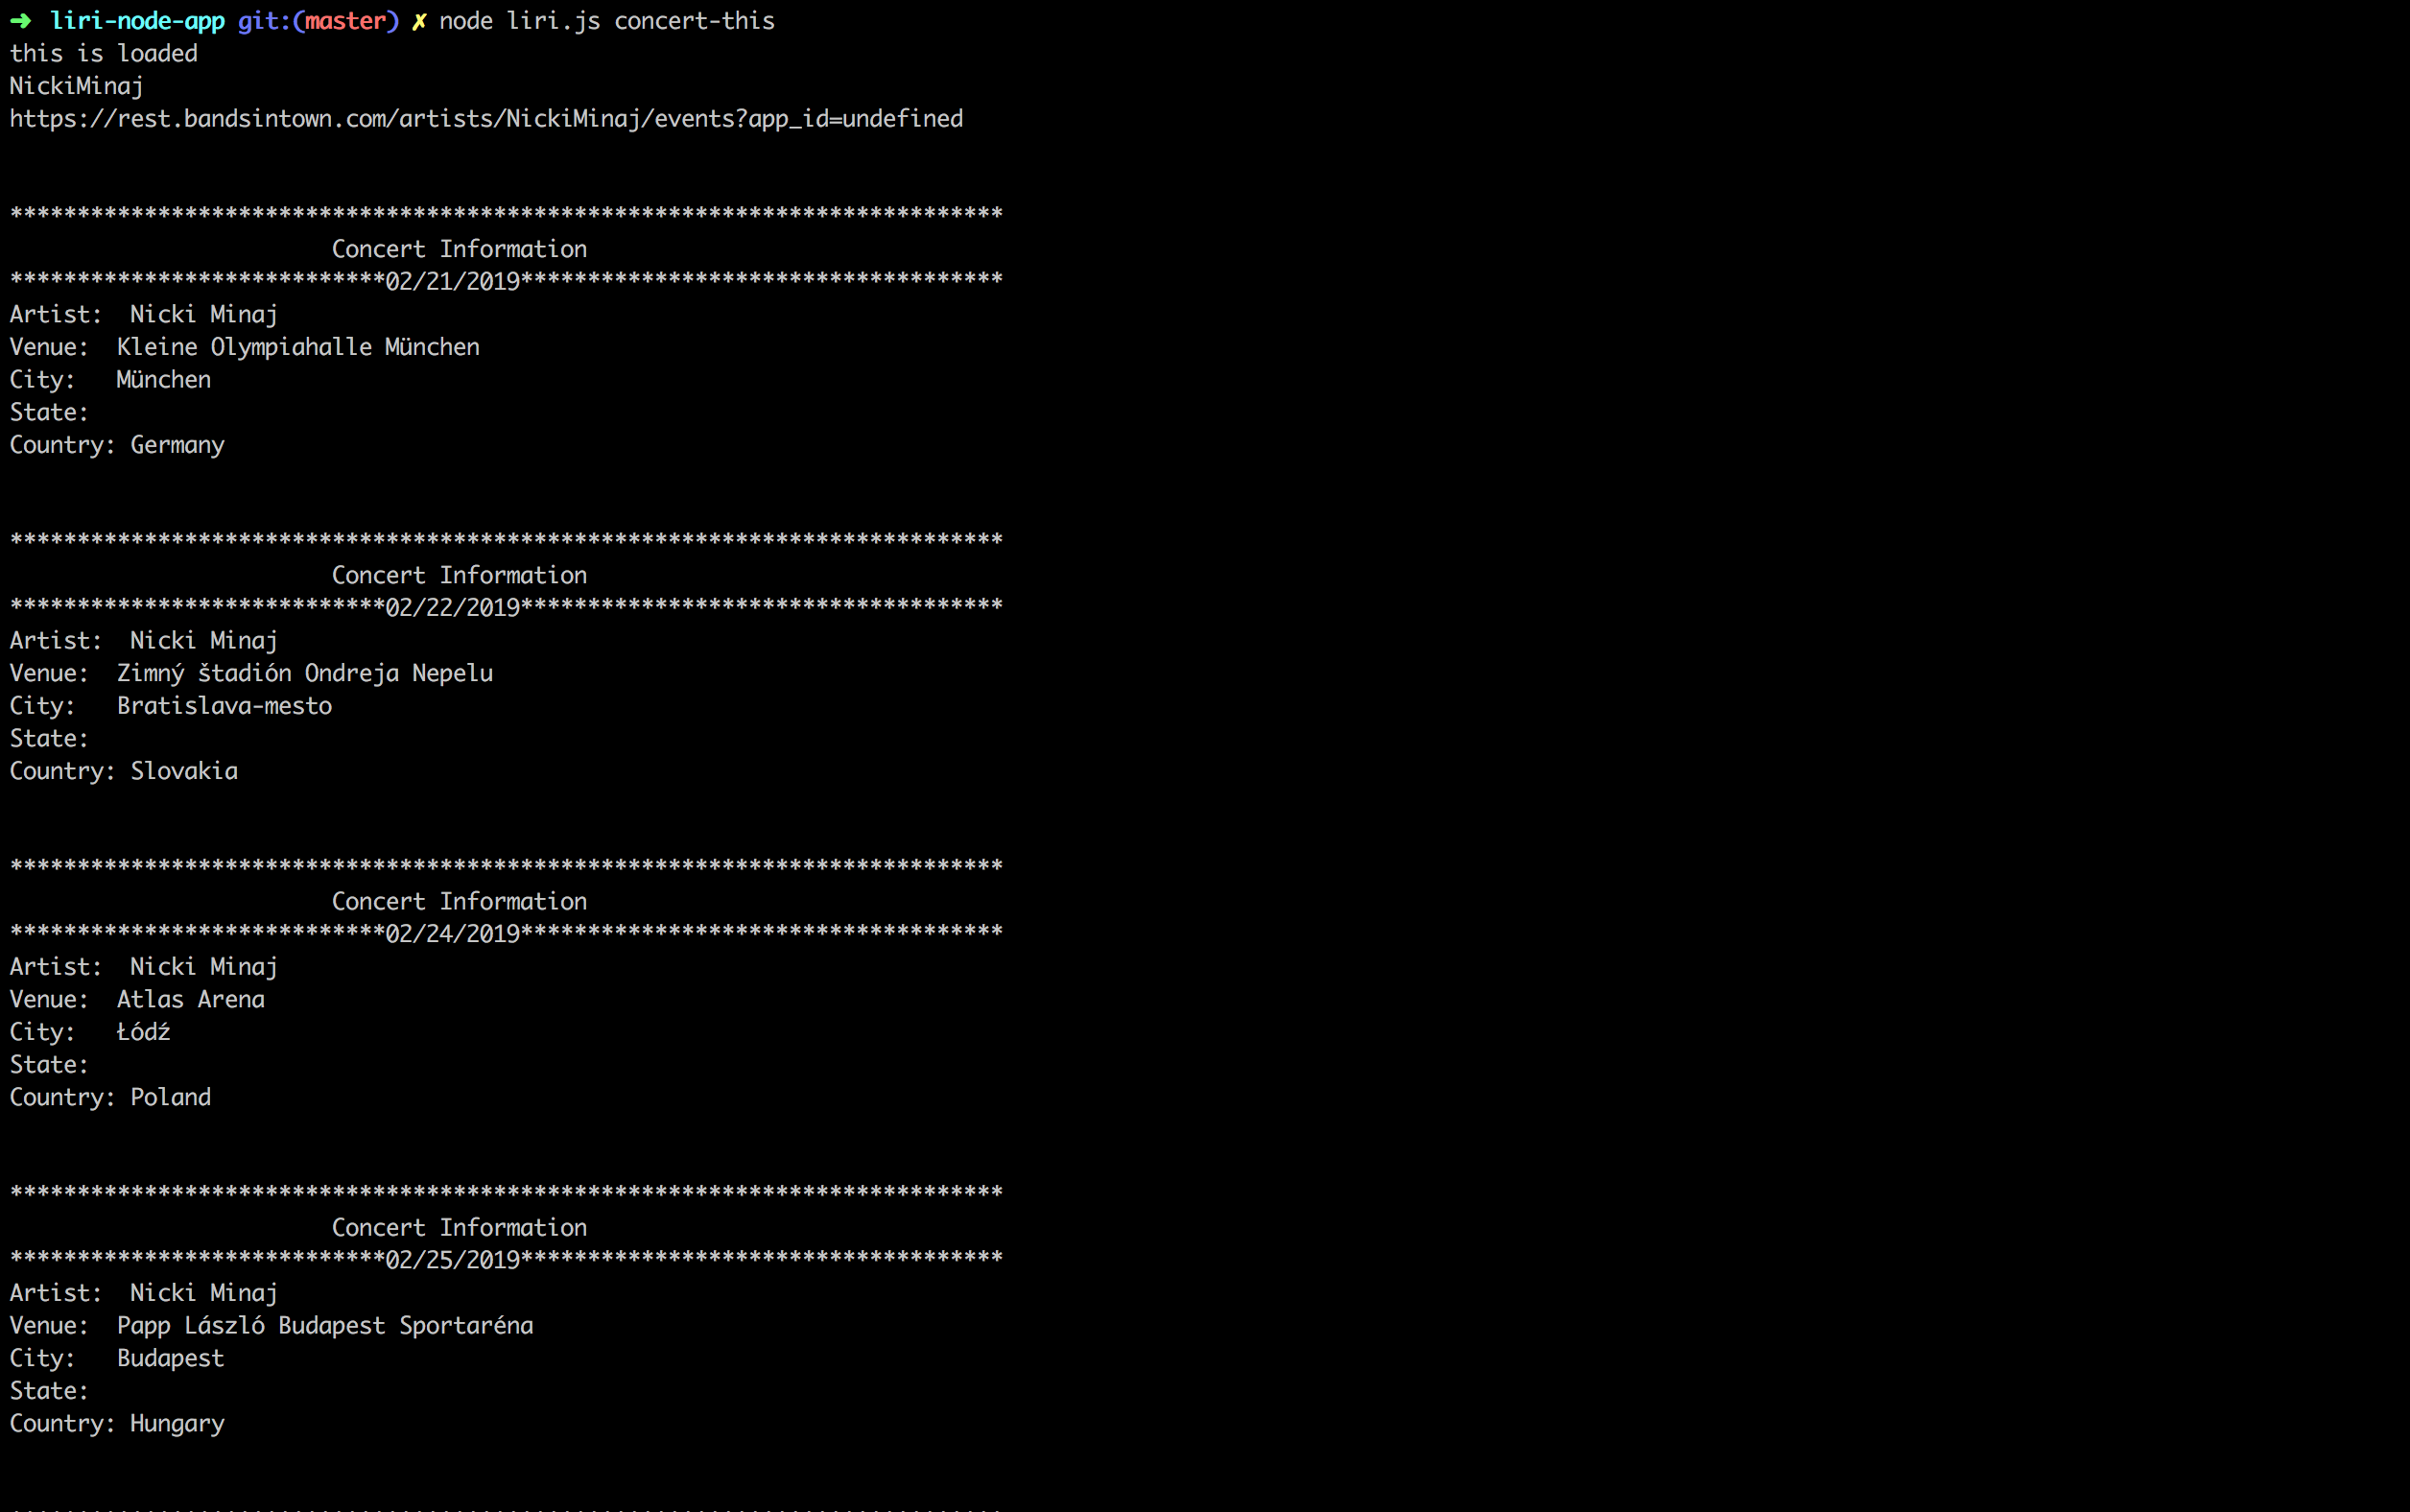 ➜ liri-node-app git:(master) ✗ node liri.js concert-this
this is loaded
NickiMinaj
https://rest.bandsintown.com/artists/NickiMinaj/events?app_id=undefined
**************************************************************************
Concert Information
****************************02/21/2019************************************
Artist:  Nicki Minaj
Venue:  Kleine Olympiahalle München
City:   München
State:
Country: Germany
**************************************************************************
Concert Information
****************************02/22/2019************************************
Artist:  Nicki Minaj
Venue:  Zimný štadión Ondreja Nepelu
City:   Bratislava-mesto
State:
Country: Slovakia
**************************************************************************
Concert Information
****************************02/24/2019************************************
Artist:  Nicki Minaj
Venue:  Atlas Arena
City:   Łódź
State:
Country: Poland
**************************************************************************
Concert Information
****************************02/25/2019************************************
Artist:  Nicki Minaj
Venue:  Papp László Budapest Sportaréna
City:   Budapest
State:
Country: Hungary